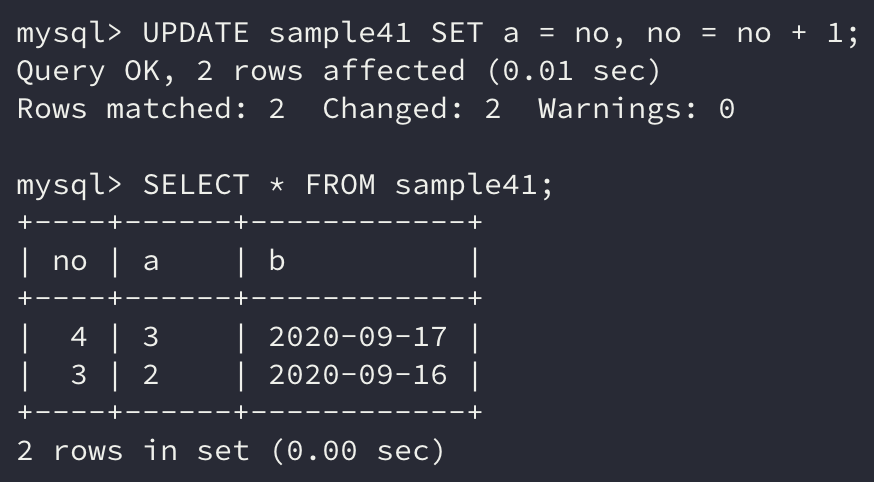 mysql> UPDATE sample41 SET a = no, no = no + 1;
Query OK, 2 rows affected (0.01 sec)
Rows matched: 2  Changed: 2  Warnings: 0

mysql> SELECT * FROM sample41;
+----+------+------------+
| no | a    | b          |
+----+------+------------+
|  4 | 3    | 2020-09-17 |
|  3 | 2    | 2020-09-16 |
+----+------+------------+
2 rows in set (0.00 sec)